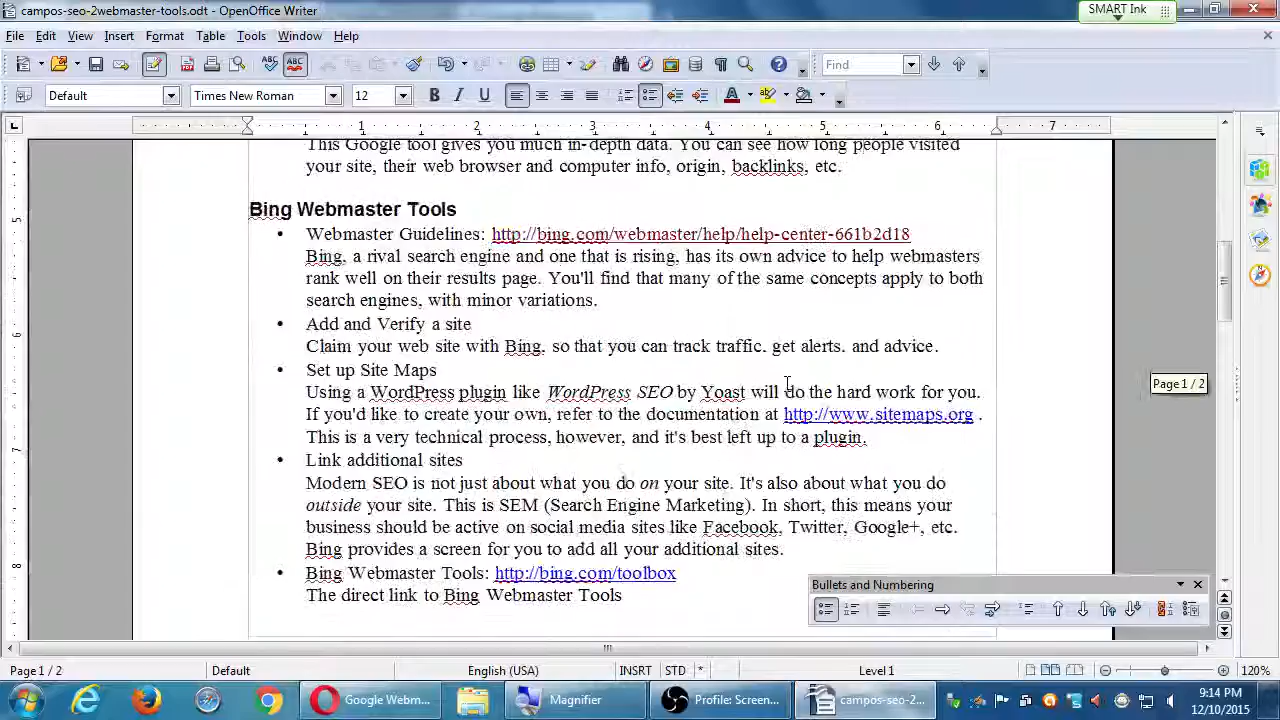 campos-seo-2webmaster-tools.odt - OpenOffice Writer
SMART Ink
File Edit View Insert Format Table Tools Window Help
Find
Default Times New Roman 12
1 2 3 4 5 6 7
This Google tool gives you much in-depth data. You can see how long people visited
your site, their web browser and computer info, origin, backlinks, etc.
Bing Webmaster Tools
• Webmaster Guidelines: http://bing.com/webmaster/help/help-center-661b2d18
Bing, a rival search engine and one that is rising, has its own advice to help webmasters
rank well on their results page. You'll find that many of the same concepts apply to both
search engines, with minor variations.
• Add and Verify a site
Claim your web site with Bing, so that you can track traffic, get alerts, and advice.
• Set up Site Maps
Using a WordPress plugin like WordPress SEO by Yoast will do the hard work for you.
If you'd like to create your own, refer to the documentation at http://www.sitemaps.org .
This is a very technical process, however, and it's best left up to a plugin.
• Link additional sites
Modern SEO is not just about what you do on your site. It's also about what you do
outside your site. This is SEM (Search Engine Marketing). In short, this means your
business should be active on social media sites like Facebook, Twitter, Google+, etc.
Bing provides a screen for you to add all your additional sites.
• Bing Webmaster Tools: http://bing.com/toolbox
The direct link to Bing Webmaster Tools
5
6
7
8
Page 1 / 2
Bullets and Numbering
Page 1 / 2 Default English (USA) INSRT STD * Level 1 120%
Google Webm... Magnifier Profile: Screen... campos-seo-2...
9:14 PM
12/10/2015